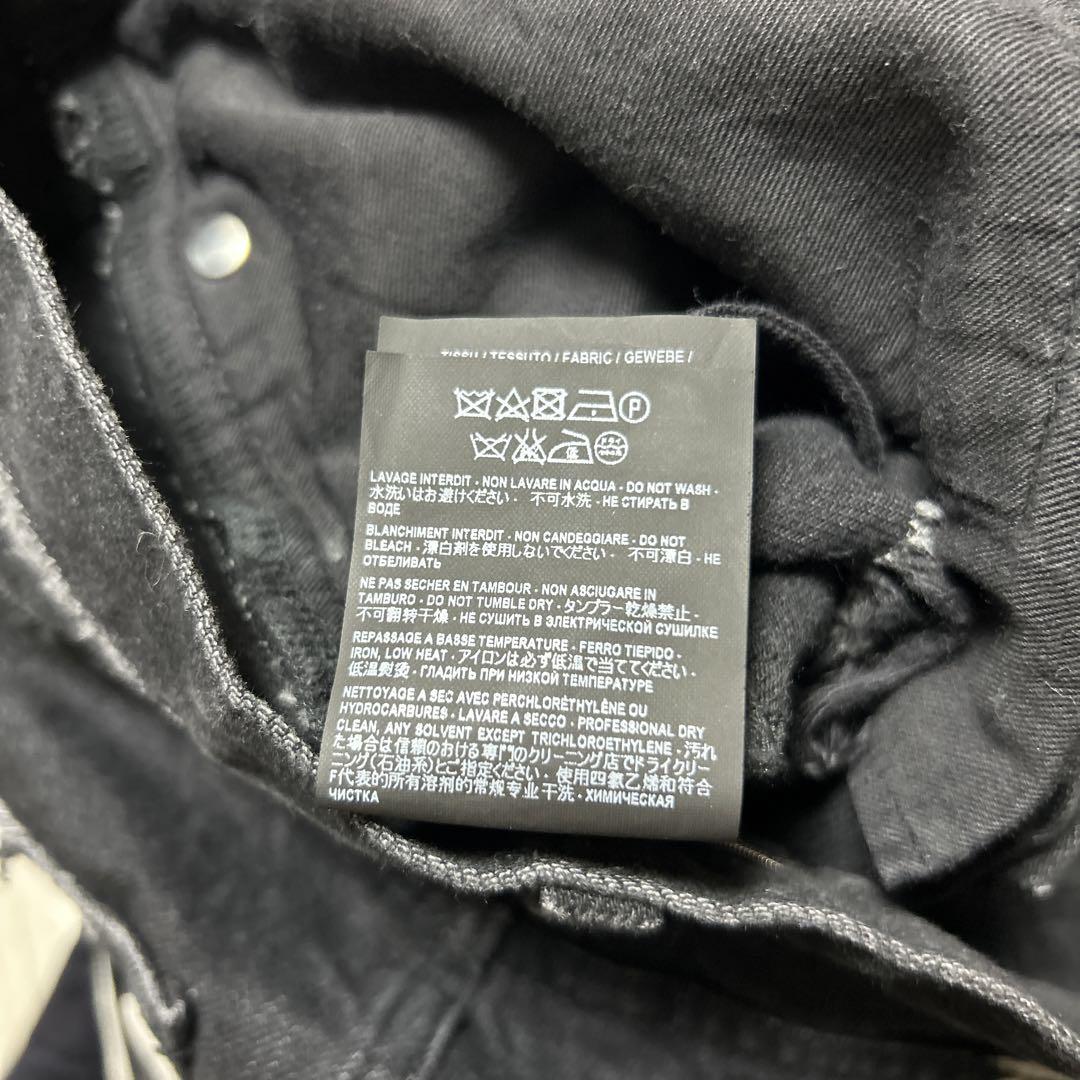 TISSU / TESSUTO / FABRIC / GEWEBE /
P
LAVAGE INTERDIT - NON LAVARE IN ACQUA - DO NOT WASH -
水洗いはお避けください - 不可水洗 - НЕ СТИРАТЬ В
ВОДЕ
BLANCHIMENT INTERDIT - NON CANDEGGIARE - DO NOT
BLEACH - 漂白剤を使用しないでください - 不可漂白 - НЕ
ОТБЕЛИВАТЬ
NE PAS SECHER EN TAMBOUR - NON ASCIUGARE IN
TAMBURO - DO NOT TUMBLE DRY - タンブラー乾燥禁止 -
不可翻转干燥 - НЕ СУШИТЬ В ЭЛЕКТРИЧЕСКОЙ СУШИЛКЕ
REPASSAGE A BASSE TEMPERATURE - FERRO TIEPIDO -
IRON, LOW HEAT - アイロンは必ず低温で当ててください -
低温熨烫 - ГЛАДИТЬ ПРИ НИЗКОЙ ТЕМПЕРАТУРЕ
NETTOYAGE A SEC AVEC PERCHLORÉTHYLÈNE OU
HYDROCARBURES - LAVARE A SECCO - PROFESSIONAL DRY
CLEAN, ANY SOLVENT EXCEPT TRICHLOROETHYLENE - 汚れ
た場合は信頼のおける専門のクリーニング店でドライクリー
ニング(石油系)とご指定ください - 使用四氯乙烯和符合
F代表的所有溶剂的常规专业干洗 - ХИМИЧЕСКАЯ
ЧИСТКА